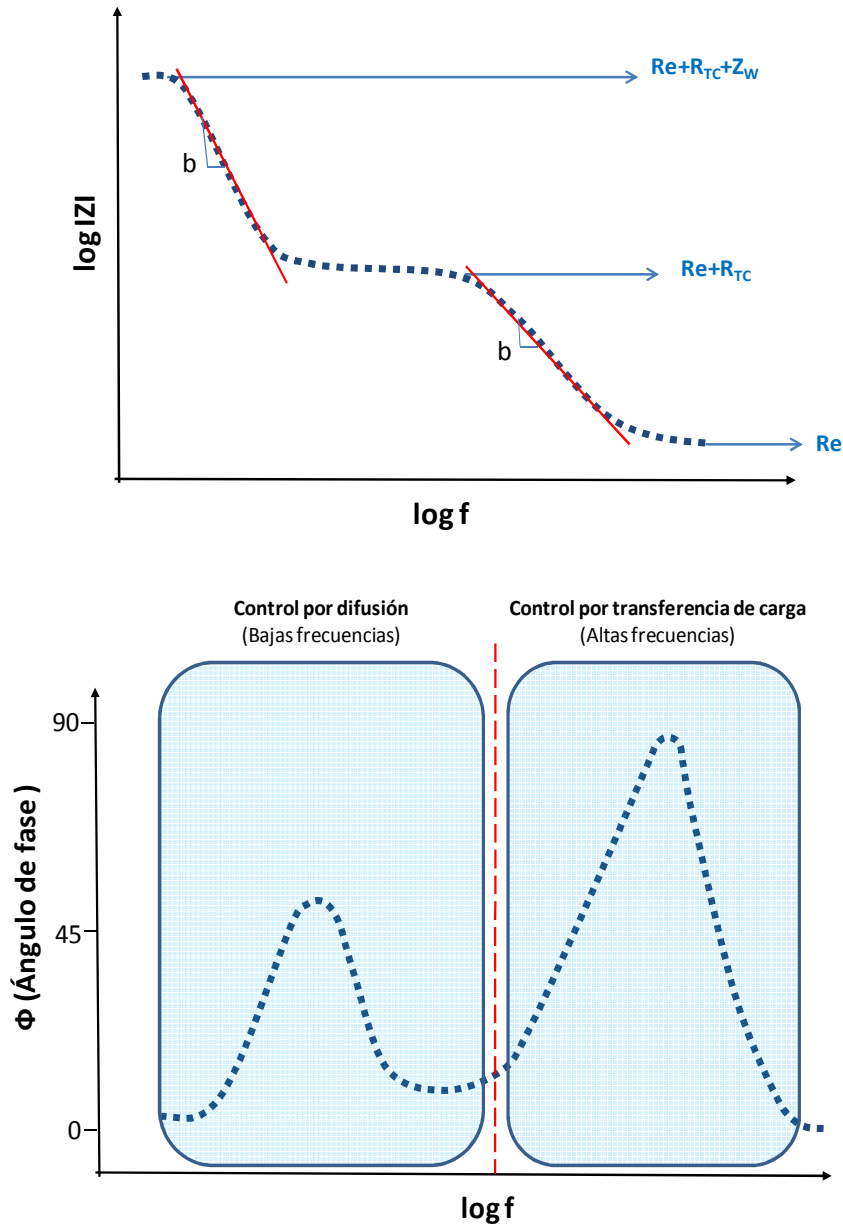 Re+RTC+ZW
b
log IZI
Re+RTC
b
Re
log f
Control por difusión
(Bajas frecuencias)
Control por transferencia de carga
(Altas frecuencias)
90
45
0
Φ (Ángulo de fase )
log f